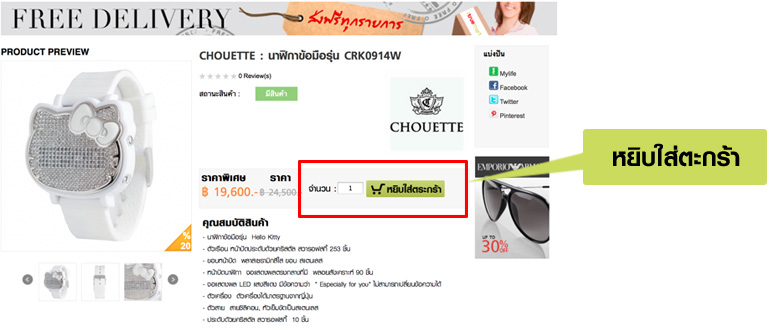 FREE DELIVERY
ส่งฟรีทุกรายการ
PRODUCT PREVIEW
CHOUETTE : นาฬิกาข้อมือรุ่น CRK0914W
0 Review(s)
สถานะสินค้า :
มีสินค้า
CHOUETTE
แบ่งปัน
Mylife
Facebook
Twitter
Pinterest
หยิบใส่ตะกร้า
ราคาพิเศษ ราคา
฿ 19,600.- ฿ 24,500.-
จำนวน : 1 หยิบใส่ตระกร้า
EMPORIO ARMANI
UP TO
30% OFF
%
20
คุณสมบัติสินค้า
- นาฬิกาข้อมือรุ่น Hello Kitty
- ตัวเรือน หน้าปัดประดับด้วยคริสตัล สวารอฟสกี้ 253 ชิ้น
- ขอบหน้าปัด พลาสเซรามิกสีใส ขอบ สเตนเลส
- หน้าปัดนาฬิกา จอแสดงผลตรงกลางที่มี พลอยสังเคราะห์ 90 ชิ้น
- จอแสดงผล LED แสงสีแดง มีข้อความว่า " Especially for you" ไม่สามารถเปลี่ยนข้อความได้
- ตัวเครื่อง ตัวเครื่องได้มาตรฐานจากญี่ปุ่น
- ตัวสาย สายซิลิคอน, หัวเข็มขัดเป็นสเตนเลส
- ประดับด้วยคริสตัล สวารอฟสกี้ 10 ชิ้น